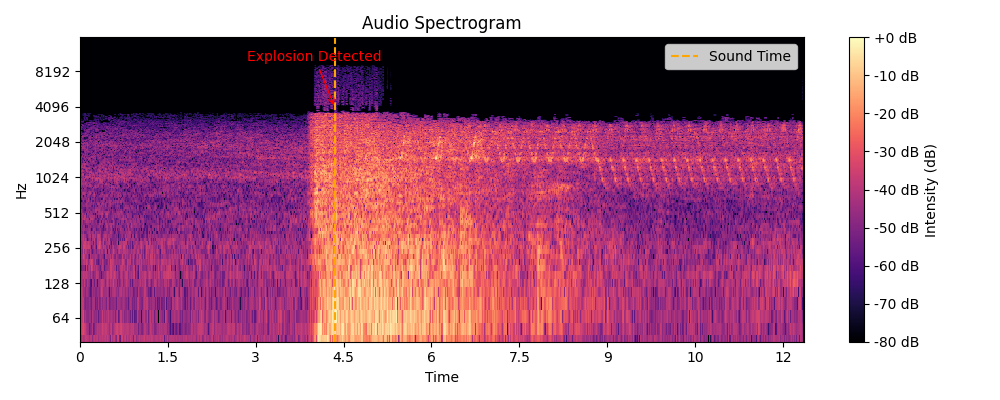 Audio Spectrogram
Explosion Detected
Sound Time
Hz
8192
4096
2048
1024
512
256
128
64
0
1.5
3
4.5
6
7.5
9
10
12
Time
+0 dB
-10 dB
-20 dB
-30 dB
-40 dB
-50 dB
-60 dB
-70 dB
-80 dB
Intensity (dB)